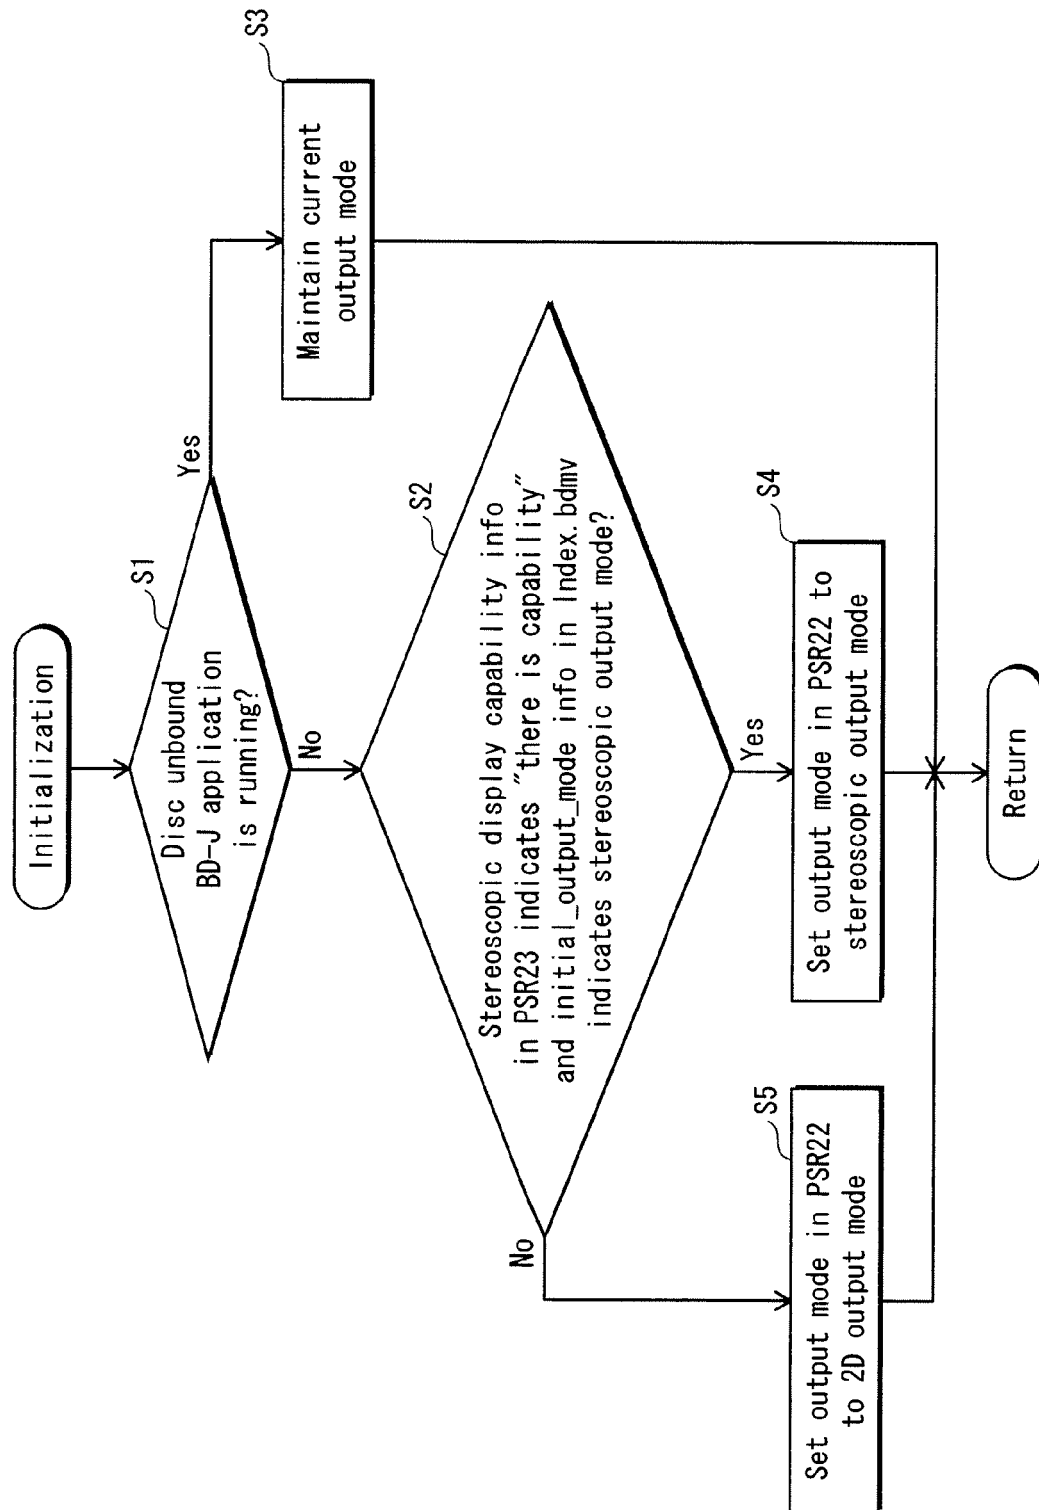 Initialization
S1
Disc unbound
BD-J application
is running?
Yes
No
S3
Maintain current
output mode
S2
Stereoscopic display capability info
in PSR23 indicates "there is capability"
and initial_output_mode info in Index.bdmv
indicates stereoscopic output mode?
No
Yes
S5
Set output mode in PSR22
to 2D output mode
S4
Set output mode in PSR22 to
stereoscopic output mode
Return